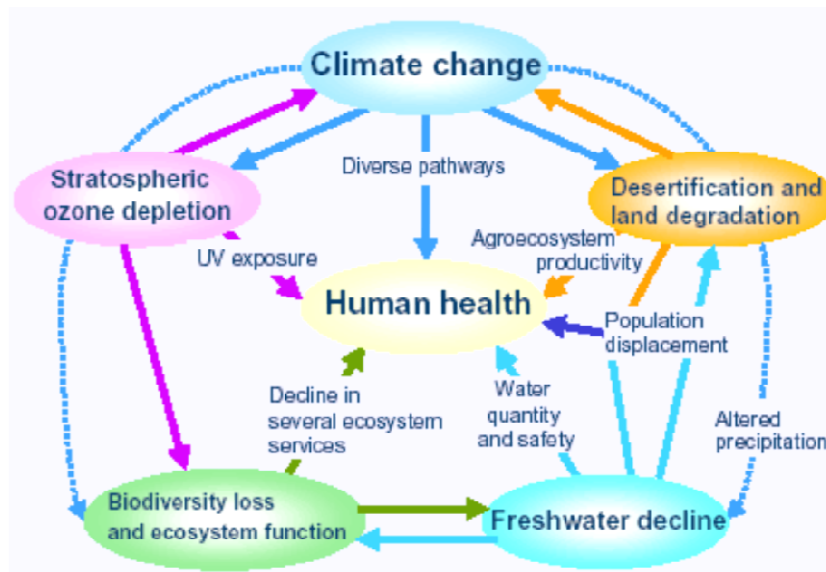 Climate change
Diverse pathways
Stratospheric
ozone depletion
Desertification and
land degradation
UV exposure
Agroecosystem
productivity
Human health
Population
displacement
Decline in
several ecosystem
services
Water
quantity
and safety
Altered
precipitation
Biodiversity loss
and ecosystem function
Freshwater decline